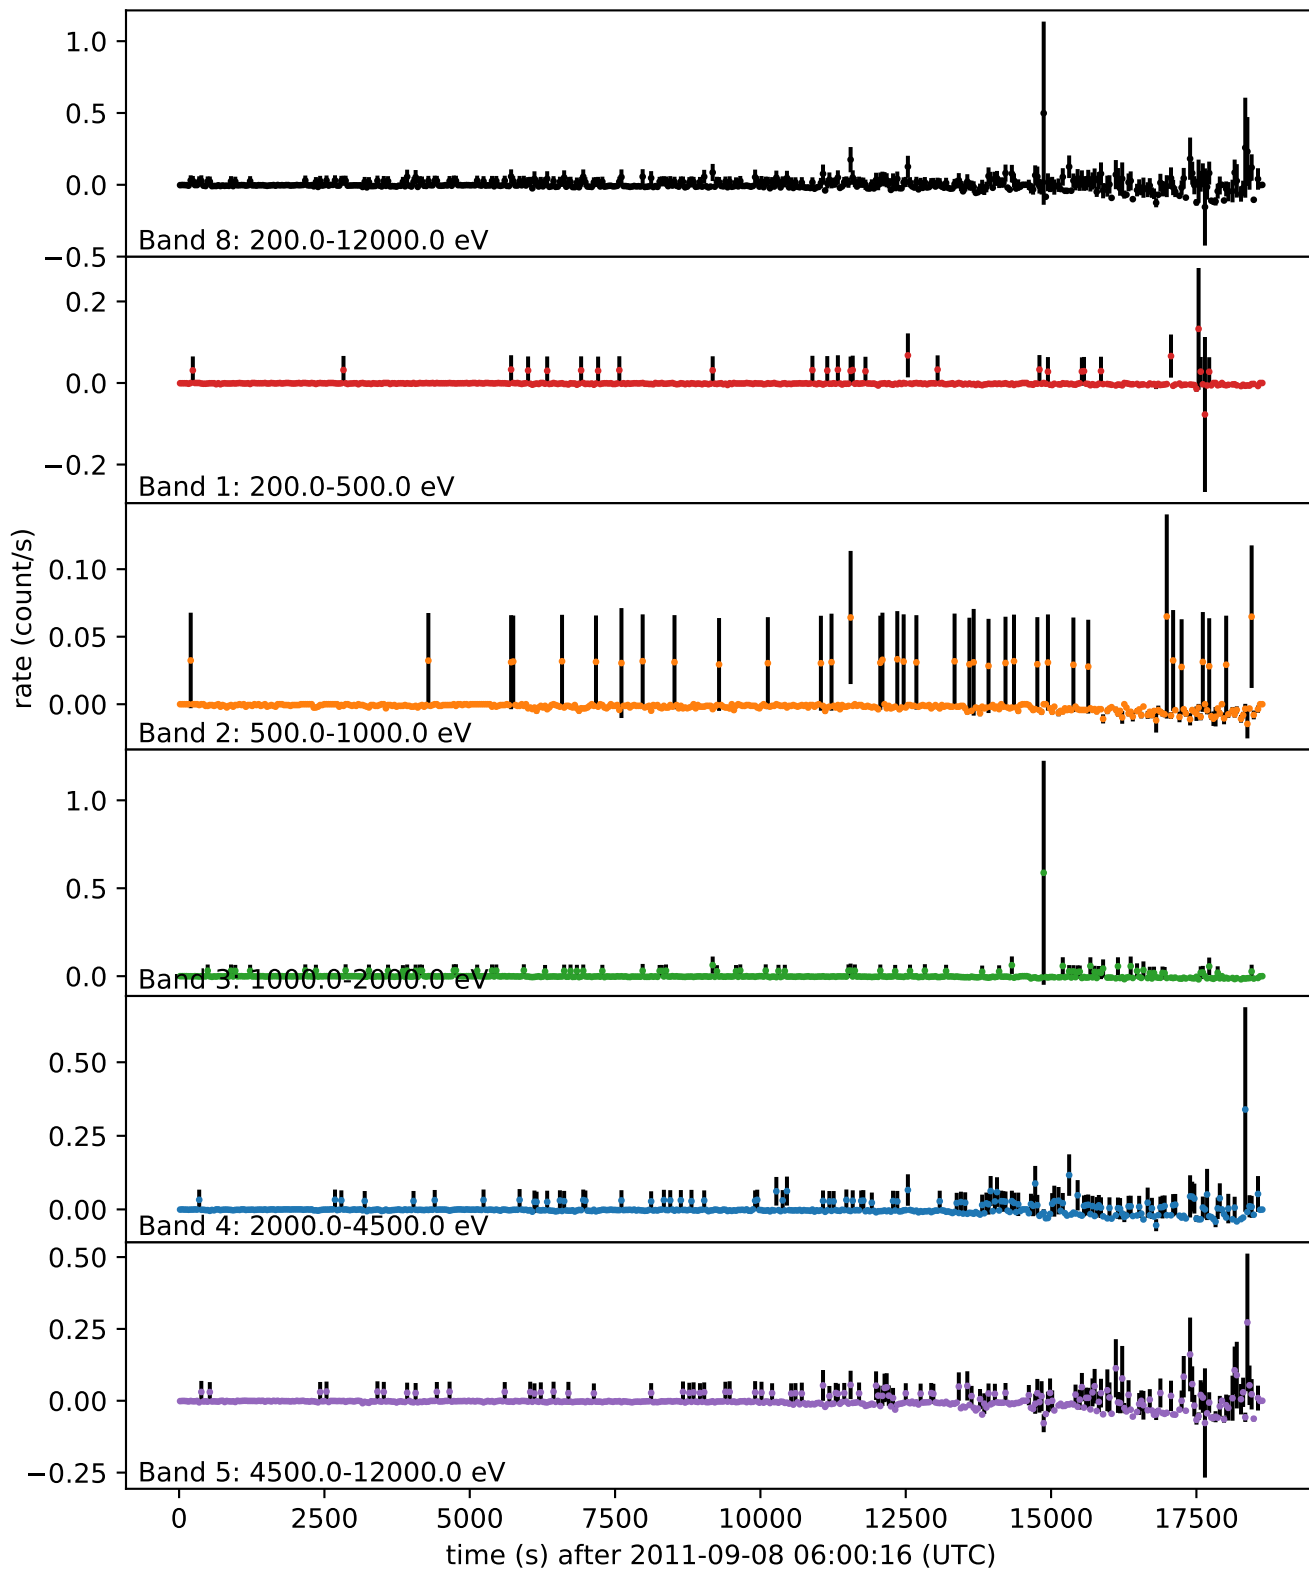 1.0
0.5
0.0
−0.5
Band 8: 200.0-12000.0 eV
0.2
0.0
−0.2
Band 1: 200.0-500.0 eV
rate (count/s)
0.10
0.05
0.00
Band 2: 500.0-1000.0 eV
1.0
0.5
0.0
Band 3: 1000.0-2000.0 eV
0.50
0.25
0.00
Band 4: 2000.0-4500.0 eV
0.50
0.25
0.00
−0.25
Band 5: 4500.0-12000.0 eV
0 2500 5000 7500 10000 12500 15000 17500
time (s) after 2011-09-08 06:00:16 (UTC)